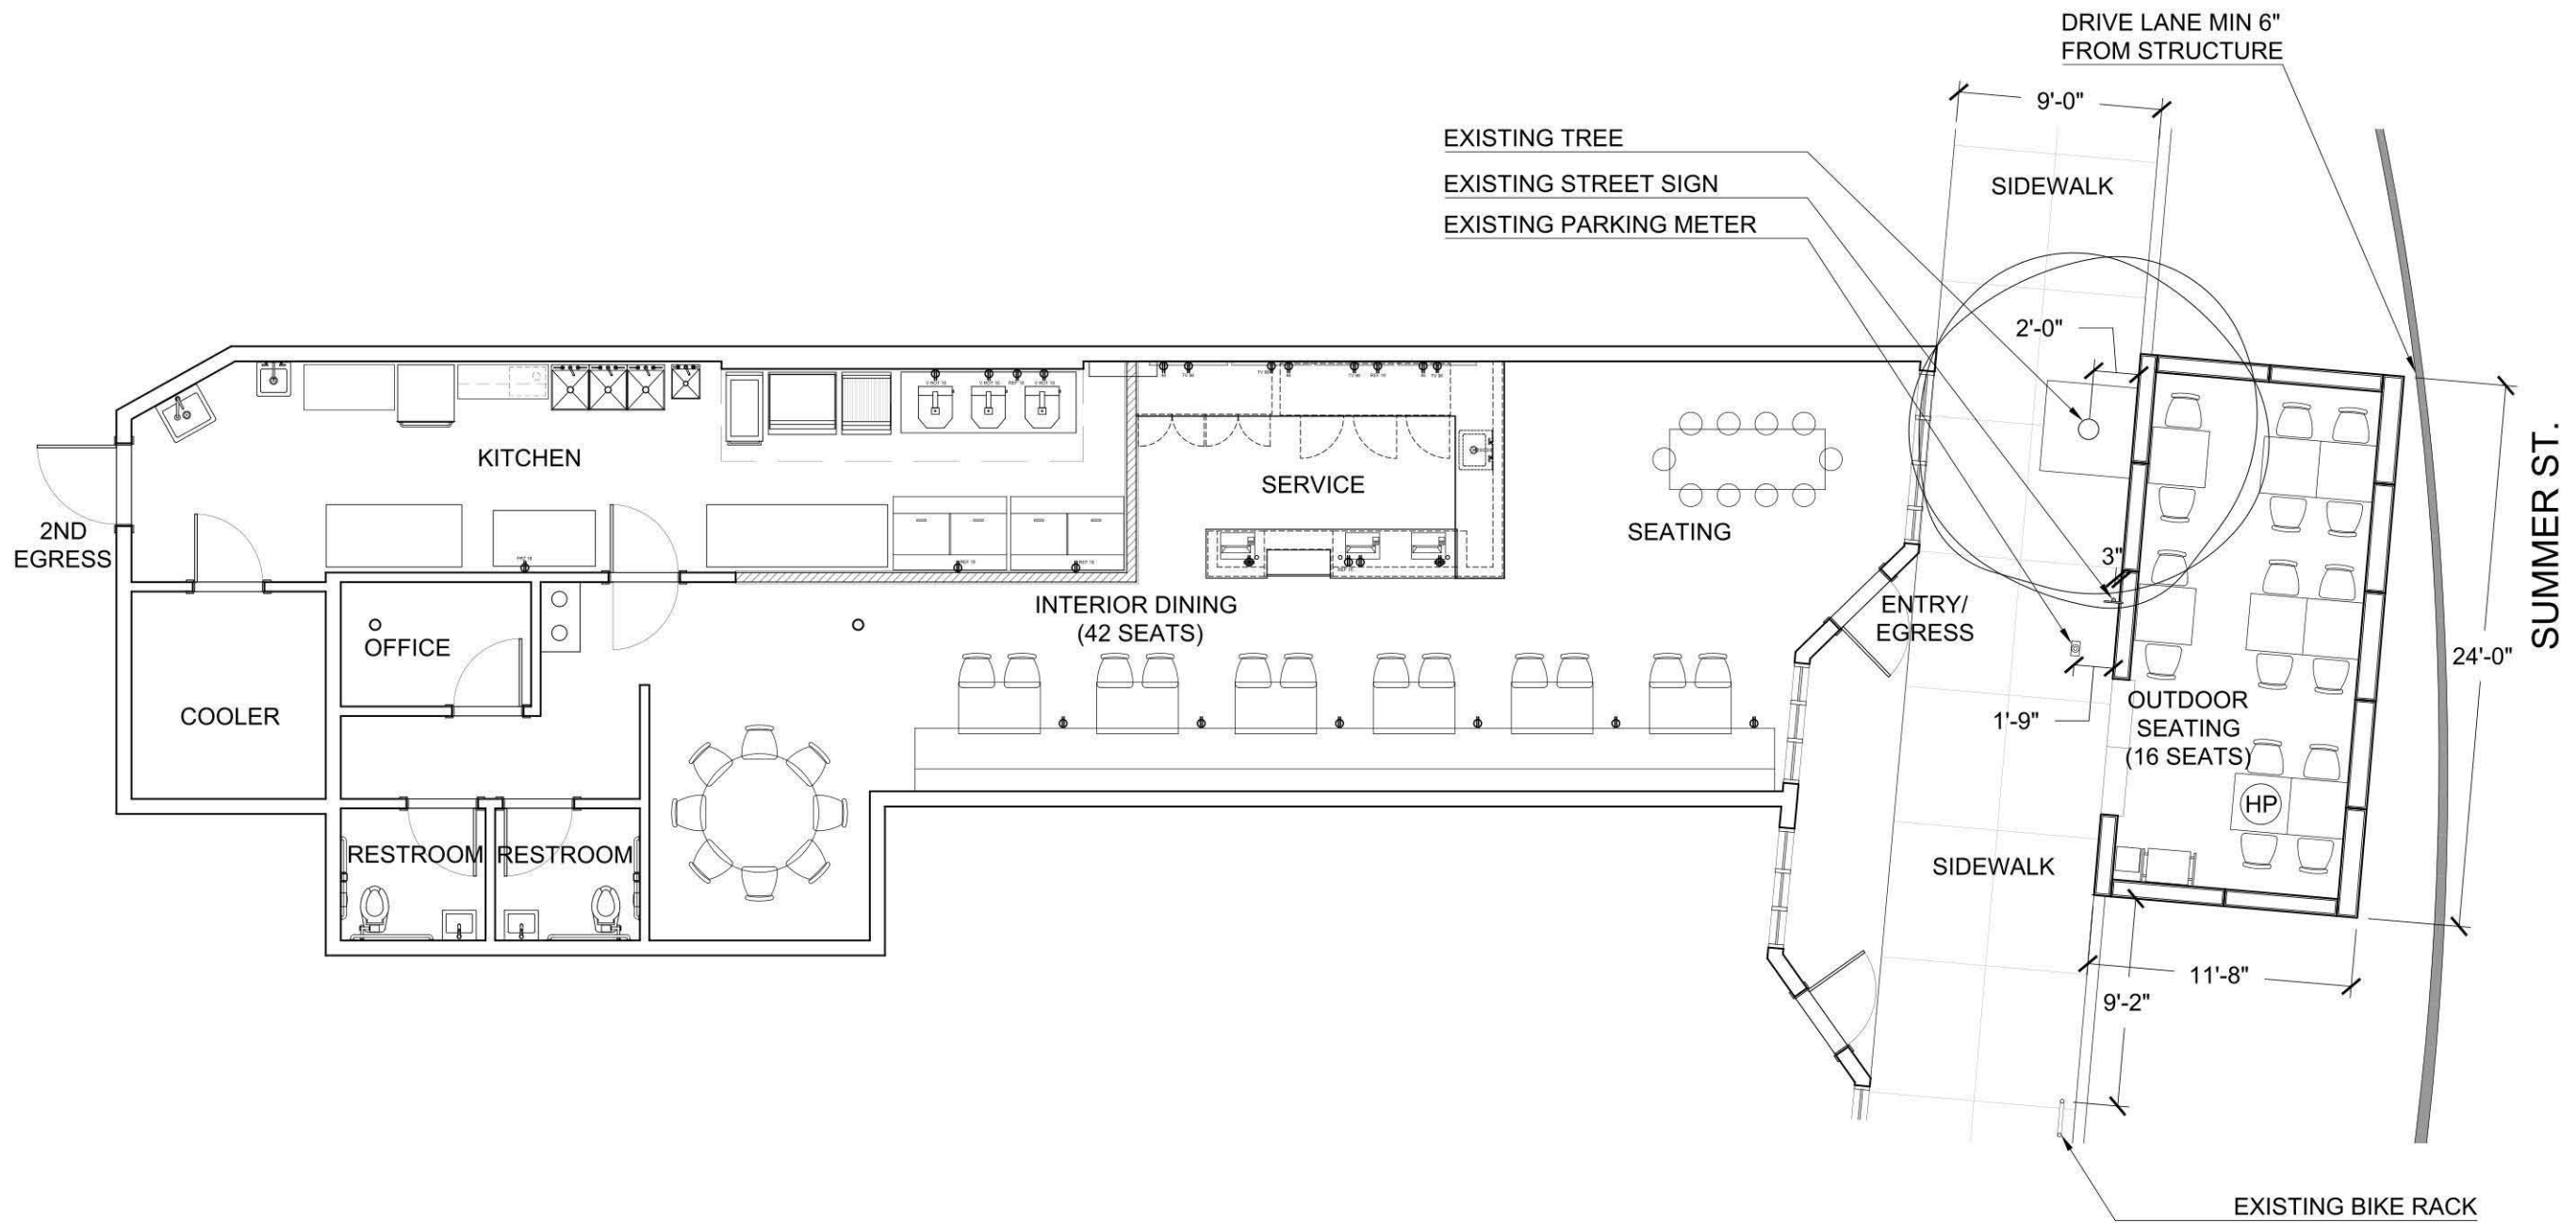 DRIVE LANE MIN 6"
FROM STRUCTURE
9'-0"
EXISTING TREE
EXISTING STREET SIGN
EXISTING PARKING METER
SIDEWALK
2'-0"
KITCHEN
SERVICE
SEATING
2ND
EGRESS
3"
SUMMER ST.
INTERIOR DINING
(42 SEATS)
ENTRY/
EGRESS
OFFICE
24'-0"
COOLER
1'-9"
OUTDOOR
SEATING
(16 SEATS)
HP
RESTROOM
RESTROOM
SIDEWALK
11'-8"
9'-2"
EXISTING BIKE RACK